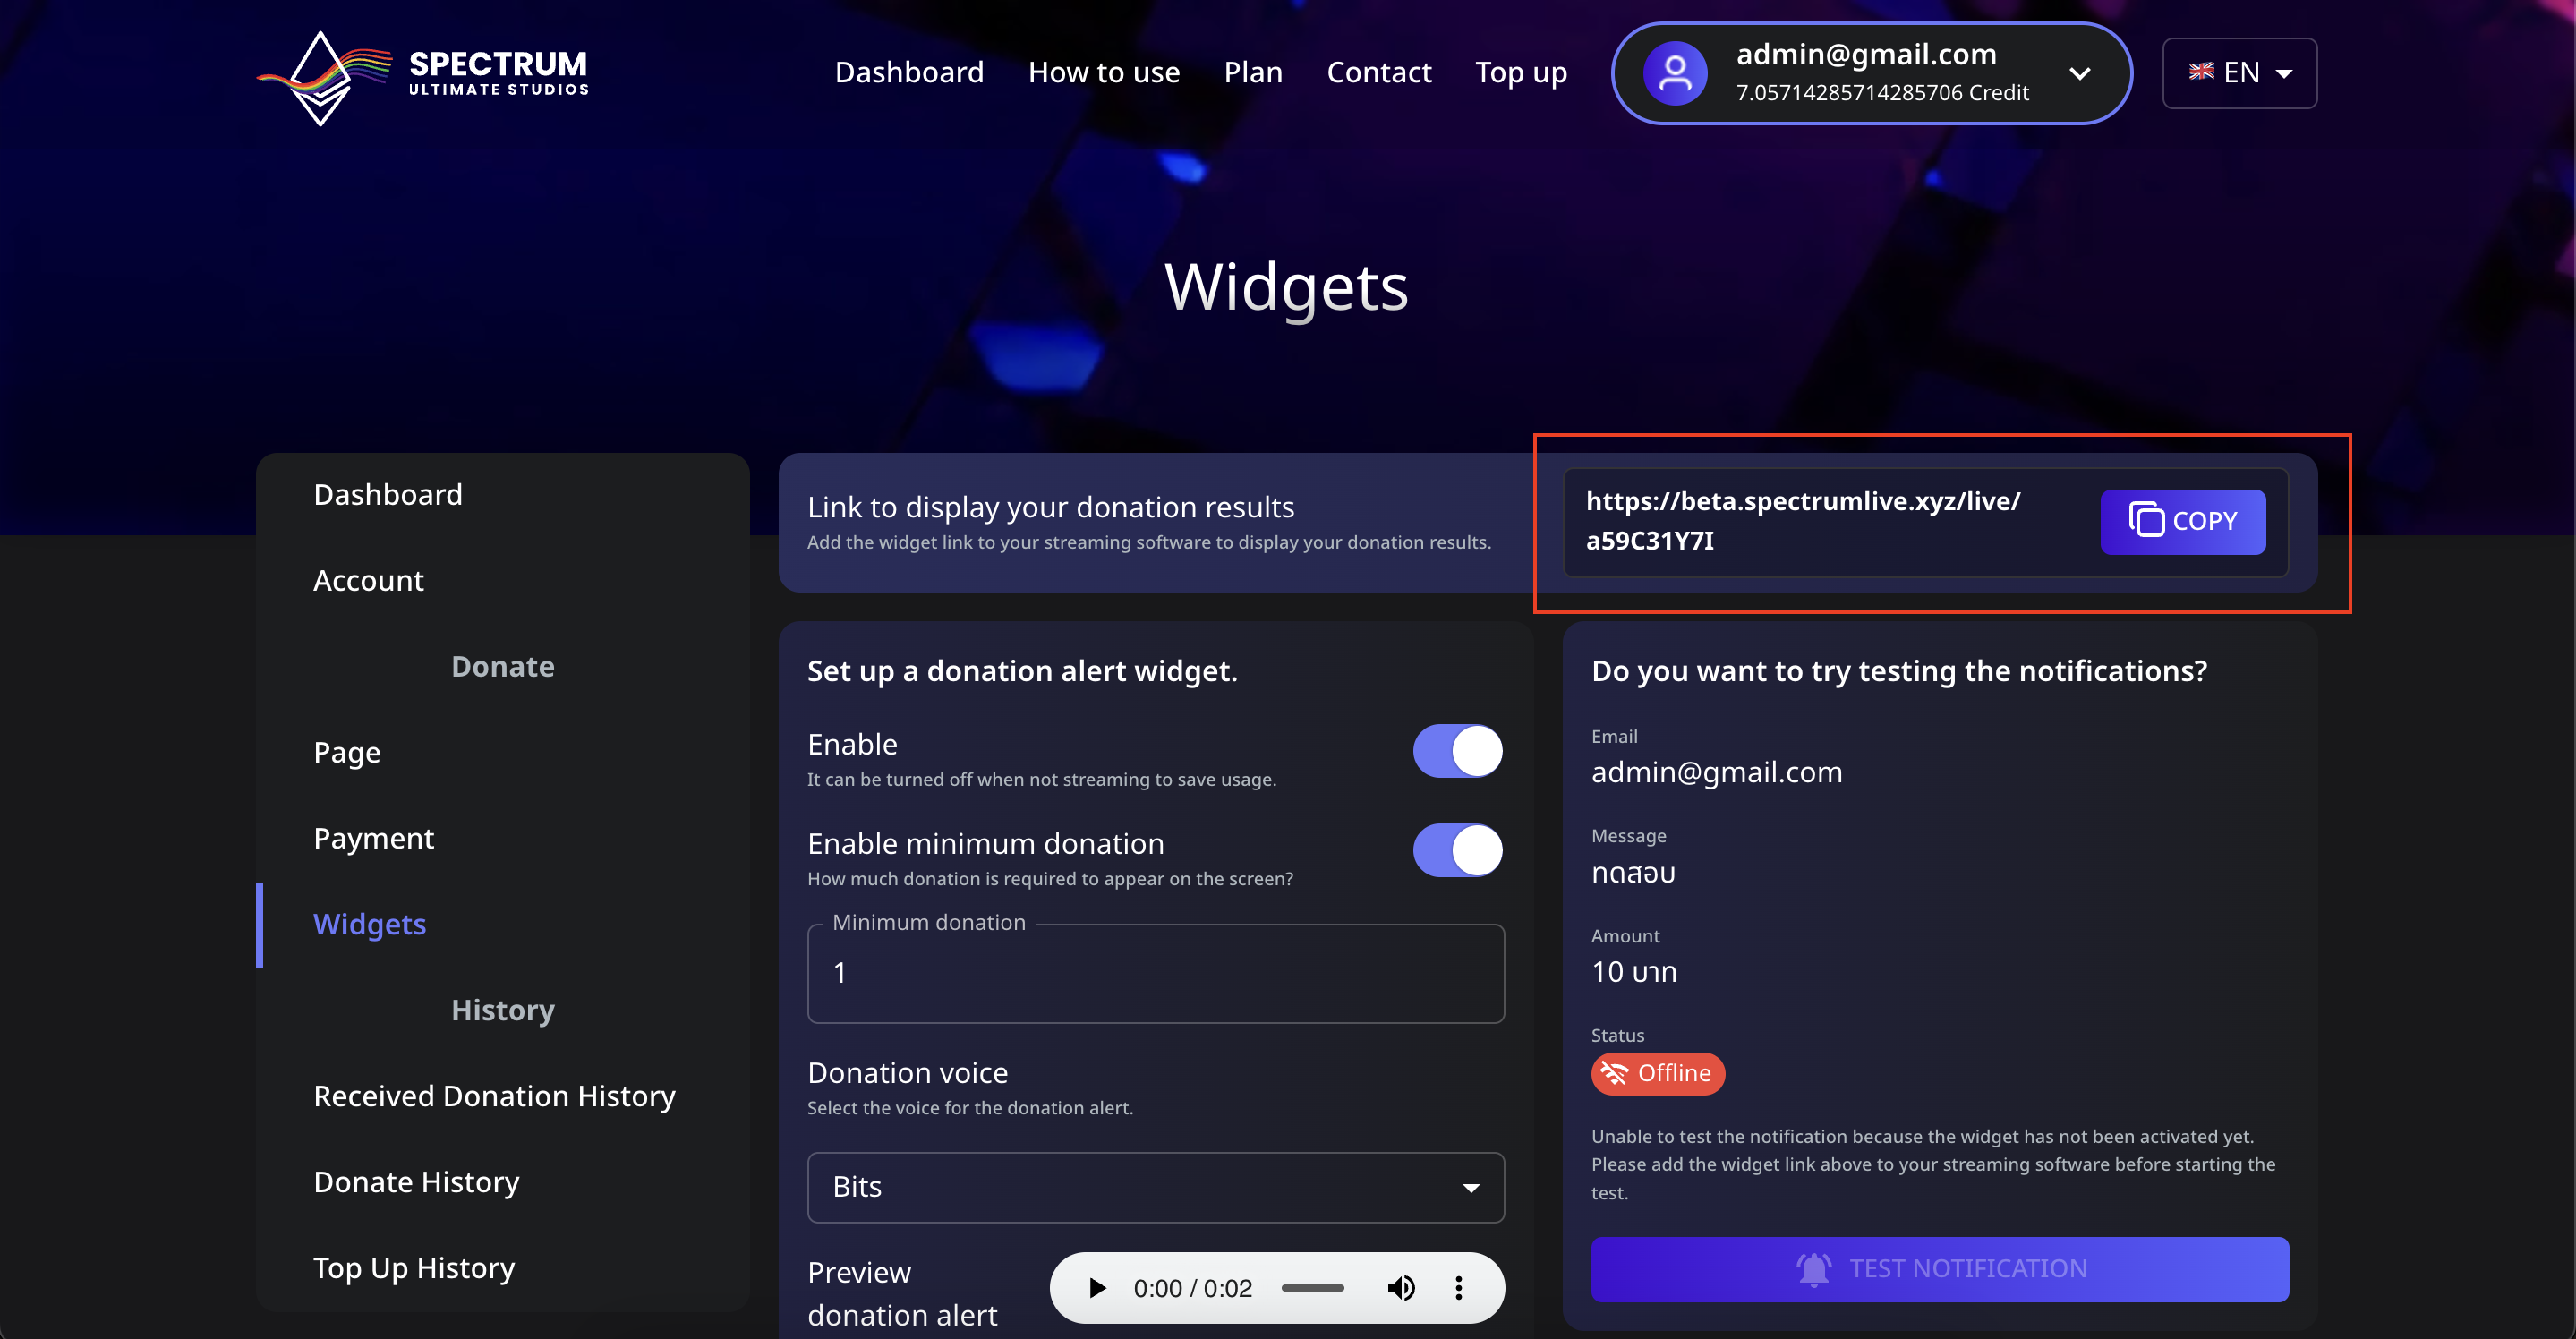 SPECTRUM
ULTIMATE STUDIOS
Dashboard
How to use
Plan
Contact
Top up
admin@gmail.com
7.05714285714285706 Credit
EN
Widgets
Dashboard
Account
Donate
Page
Payment
Widgets
History
Received Donation History
Donate History
Top Up History
Link to display your donation results
Add the widget link to your streaming software to display your donation results.
https://beta.spectrumlive.xyz/live/
a59C31Y7I
COPY
Set up a donation alert widget.
Enable
It can be turned off when not streaming to save usage.
Enable minimum donation
How much donation is required to appear on the screen?
Minimum donation
1
Donation voice
Select the voice for the donation alert.
Bits
Preview
donation alert
0:00 / 0:02
Do you want to try testing the notifications?
Email
admin@gmail.com
Message
ทดสอบ
Amount
10 บาท
Status
Offline
Unable to test the notification because the widget has not been activated yet.
Please add the widget link above to your streaming software before starting the
test.
TEST NOTIFICATION